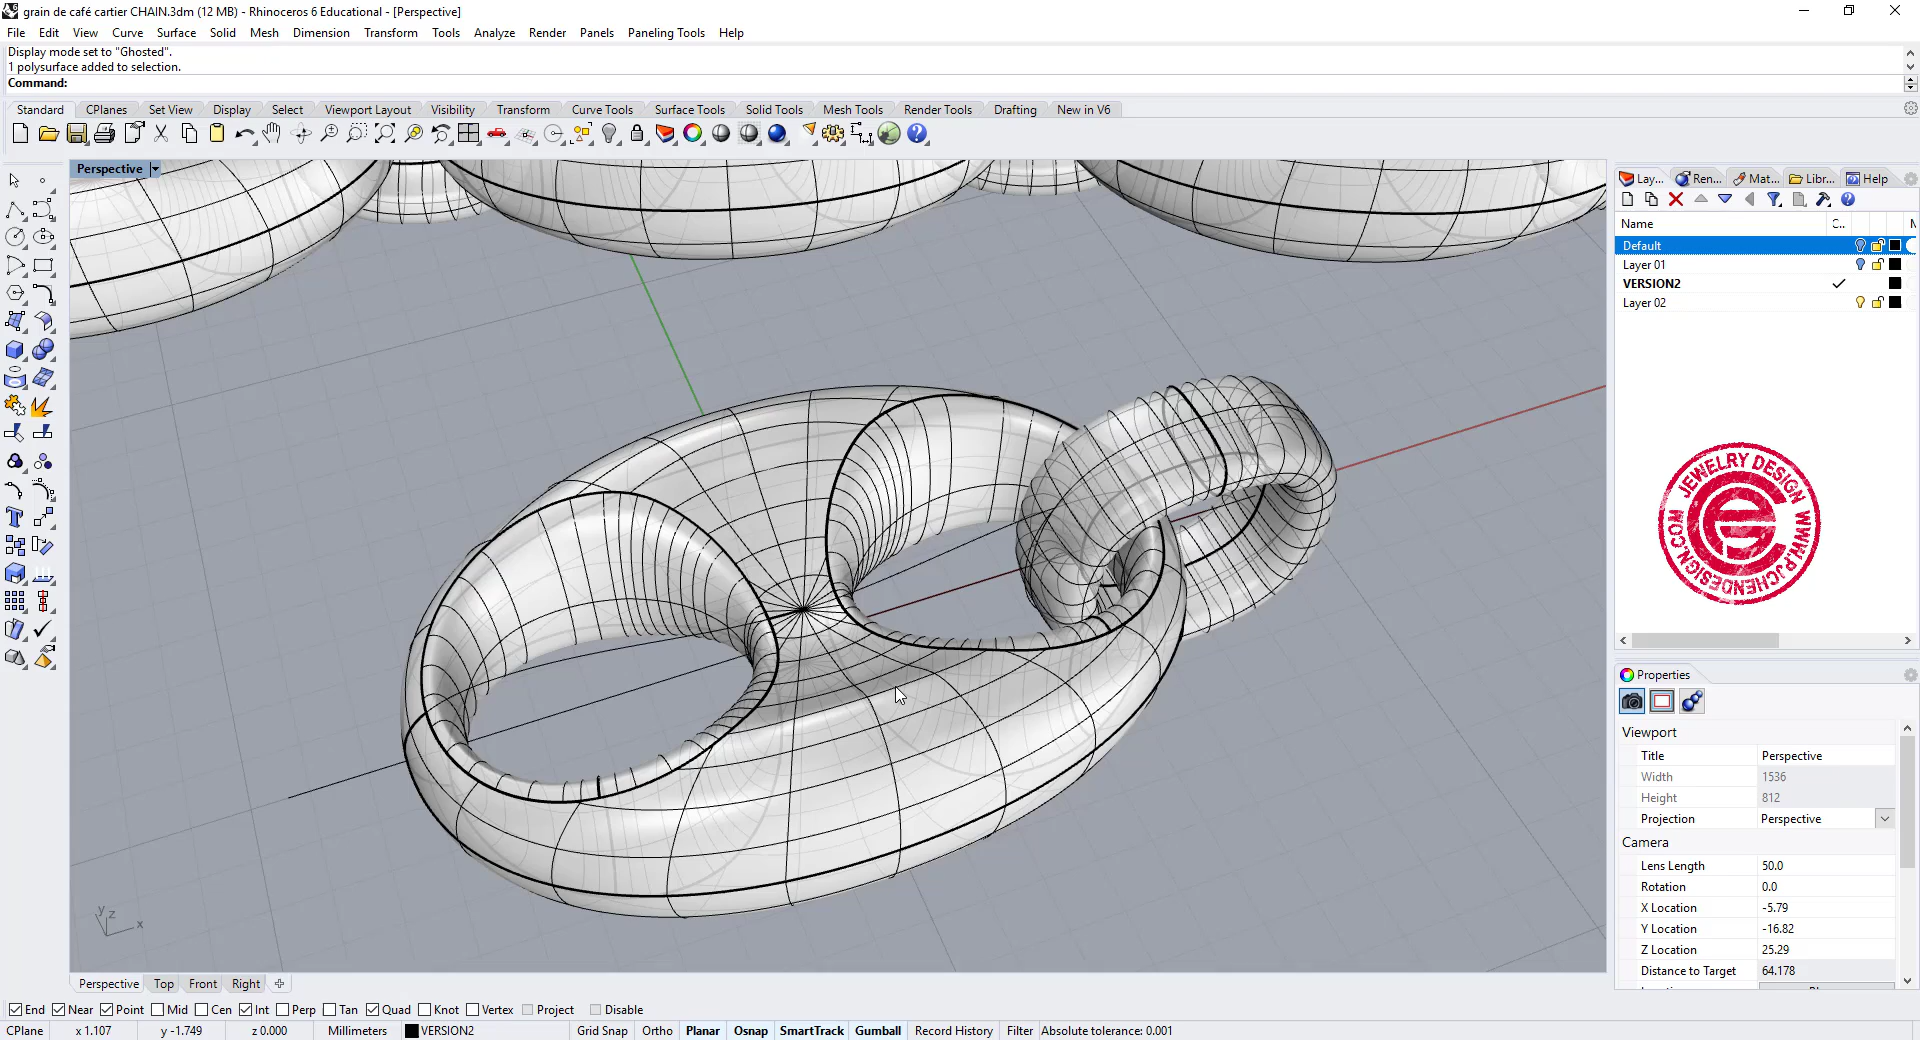 grain de café cartier CHAIN.3dm (12 MB) - Rhinoceros 6 Educational - [Perspective]
File Edit View Curve Surface Solid Mesh Dimension Transform Tools Analyze Render Panels Paneling Tools Help
Display mode set to "Ghosted".
1 polysurface added to selection.
Command:
Standard CPlanes Set View Display Select Viewport Layout Visibility Transform Curve Tools Surface Tools Solid Tools Mesh Tools Render Tools Drafting New in V6
Perspective
Lay... Ren... Mat... Libr... Help
Name C.. M
Default
Layer 01
VERSION2
Layer 02
JEWELRY DESIGN WWW.PJCHENDESIGN.COM
Properties
Viewport
Title Perspective
Width 1536
Height 812
Projection Perspective
Camera
Lens Length 50.0
Rotation 0.0
X Location -5.79
Y Location -16.82
Z Location 25.29
Distance to Target 64.178
y z x
Perspective Top Front Right
End Near Point Mid Cen Int Perp Tan Quad Knot Vertex Project Disable
CPlane x 1.107 y -1.749 z 0.000 Millimeters VERSION2 Grid Snap Ortho Planar Osnap SmartTrack Gumball Record History Filter Absolute tolerance: 0.001